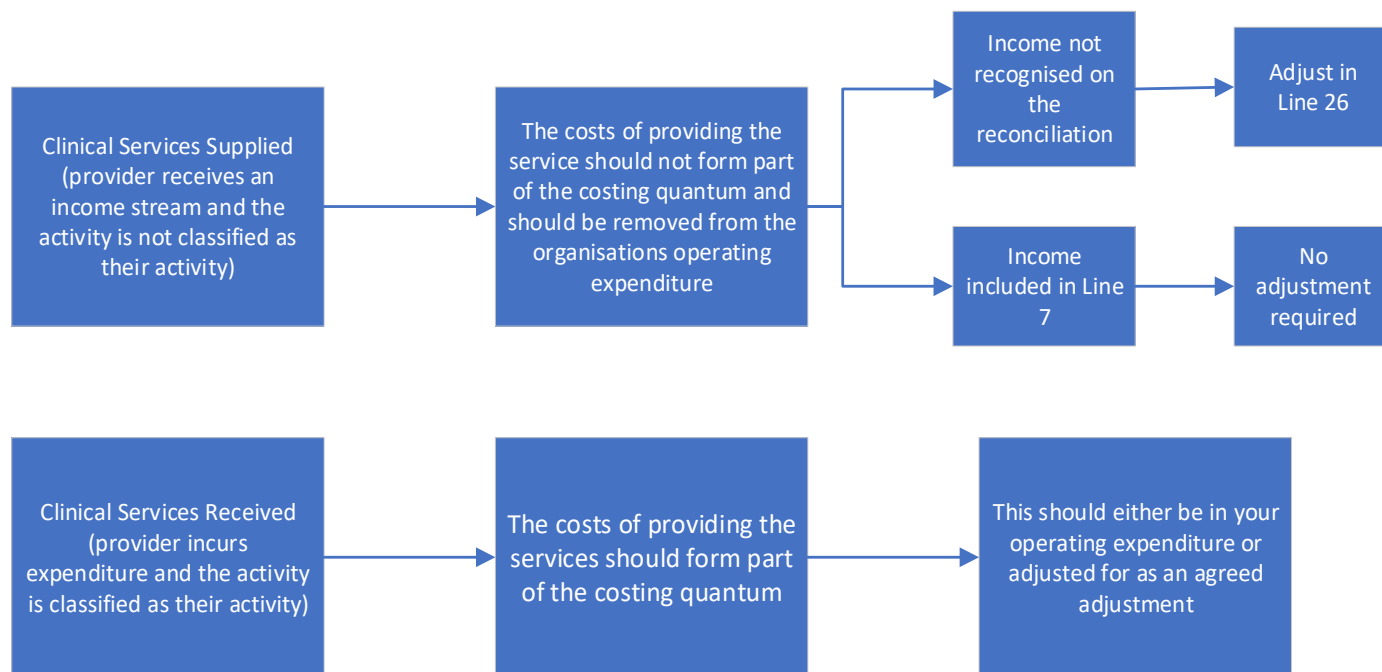 Clinical Services Supplied
(provider receives an
income stream and the
activity is not classified as
their activity)
The costs of providing the
service should not form part
of the costing quantum and
should be removed from the
organisations operating
expenditure
Income not
recognised on
the
reconciliation
Adjust in
Line 26
Income
included in Line
7
No
adjustment
required
Clinical Services Received
(provider incurs
expenditure and the activity
is classified as their activity)
The costs of providing the
services should form part
of the costing quantum
This should either be in your
operating expenditure or
adjusted for as an agreed
adjustment